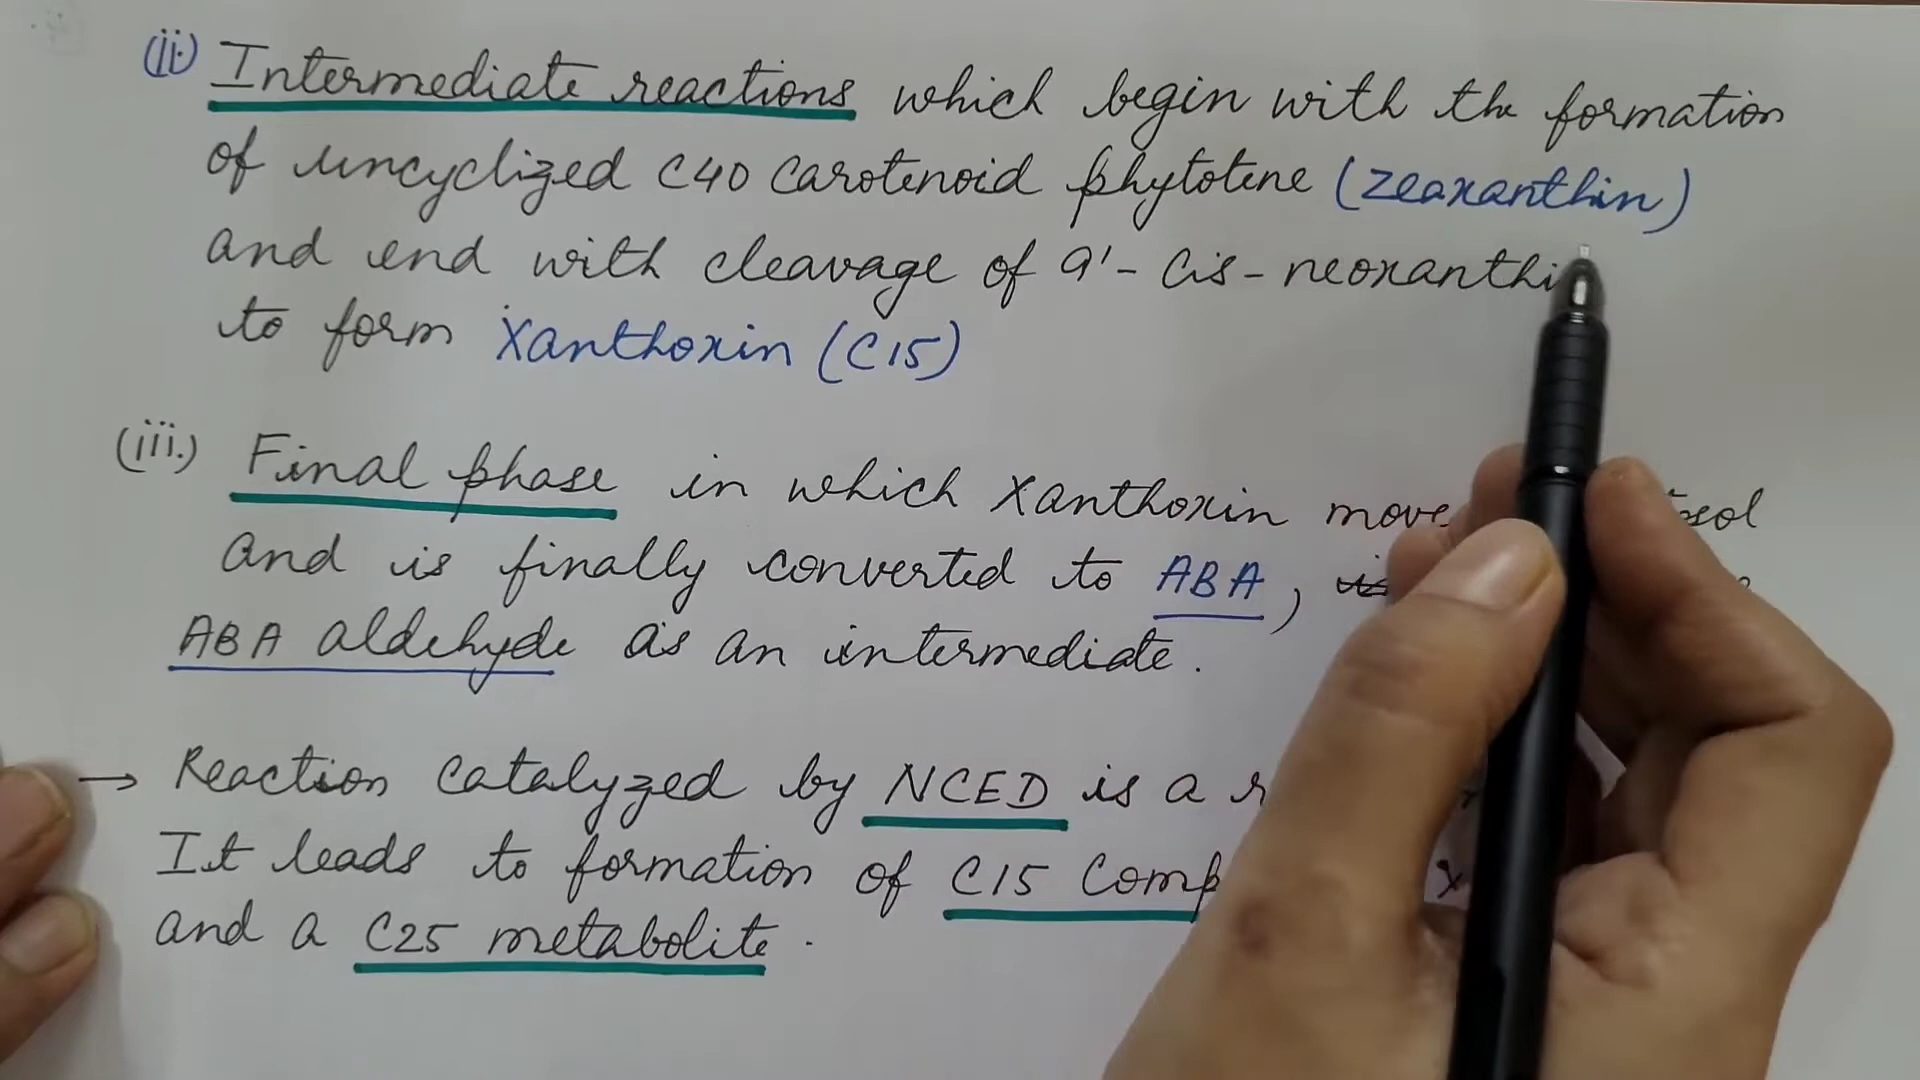 (ii) Intermediate reactions which begin with the formation
of uncyclized C40 Carotenoid phytotene (zeaxanthin)
and end with cleavage of 9'-Cis-neoxanthi
to form Xanthoxin (C15)
(iii.) Final phase in which Xanthoxin move sol
and is finally converted to ABA,
ABA aldehyde as an intermediate.
→ Reaction Catalyzed by NCED is a r
It leads to formation of C15 Comp
and a C25 metabolite.